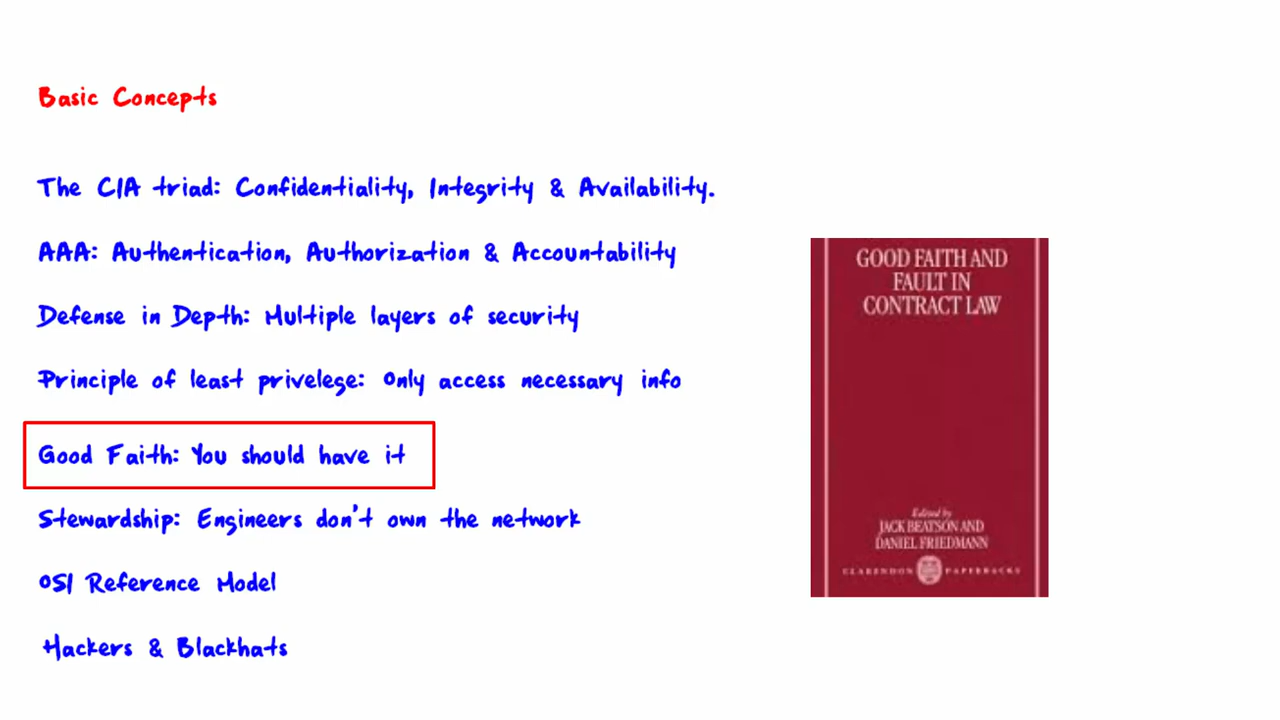 Basic Concepts
The CIA triad: Confidentiality, Integrity & Availability.
AAA: Authentication, Authorization & Accountability
Defense in Depth: Multiple layers of security
Principle of least privelege: Only access necessary info
Good Faith: You should have it
Stewardship: Engineers don't own the network
OSI Reference Model
Hackers & Blackhats
GOOD FAITH AND
FAULT IN
CONTRACT LAW
Edited by
JACK BEATSON AND
DANIEL FRIEDMANN
CLARENDON PAPERBACKS